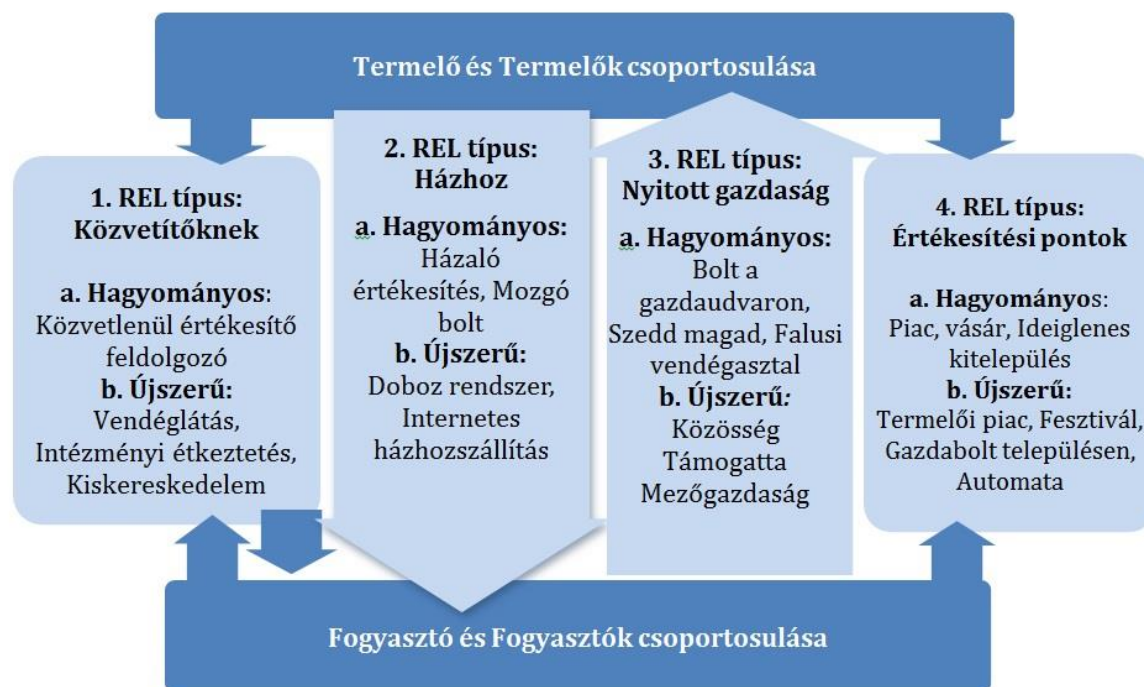 Termelő és Termelők csoportosulása
1. REL típus:
Közvetítőknek
a. Hagyományos:
Közvetlenül értékesítő
feldolgozó
b. Újszerű:
Vendéglátás,
Intézményi étkeztetés,
Kiskereskedelem
2. REL típus:
Házhoz
a. Hagyományos:
Házaló
értékesítés, Mozgó
bolt
b. Újszerű:
Doboz rendszer,
Internetes
házhozszállítás
3. REL típus:
Nyitott gazdaság
a. Hagyományos:
Bolt a
gazdaudvaron,
Szedd magad, Falusi
vendégasztal
b. Újszerű:
Közösség
Támogatta
Mezőgazdaság
4. REL típus:
Értékesítési pontok
a. Hagyományos:
Piac, vásár, Ideiglenes
kitelepülés
b. Újszerű:
Termelői piac, Fesztivál,
Gazdabolt településen,
Automata
Fogyasztó és Fogyasztók csoportosulása